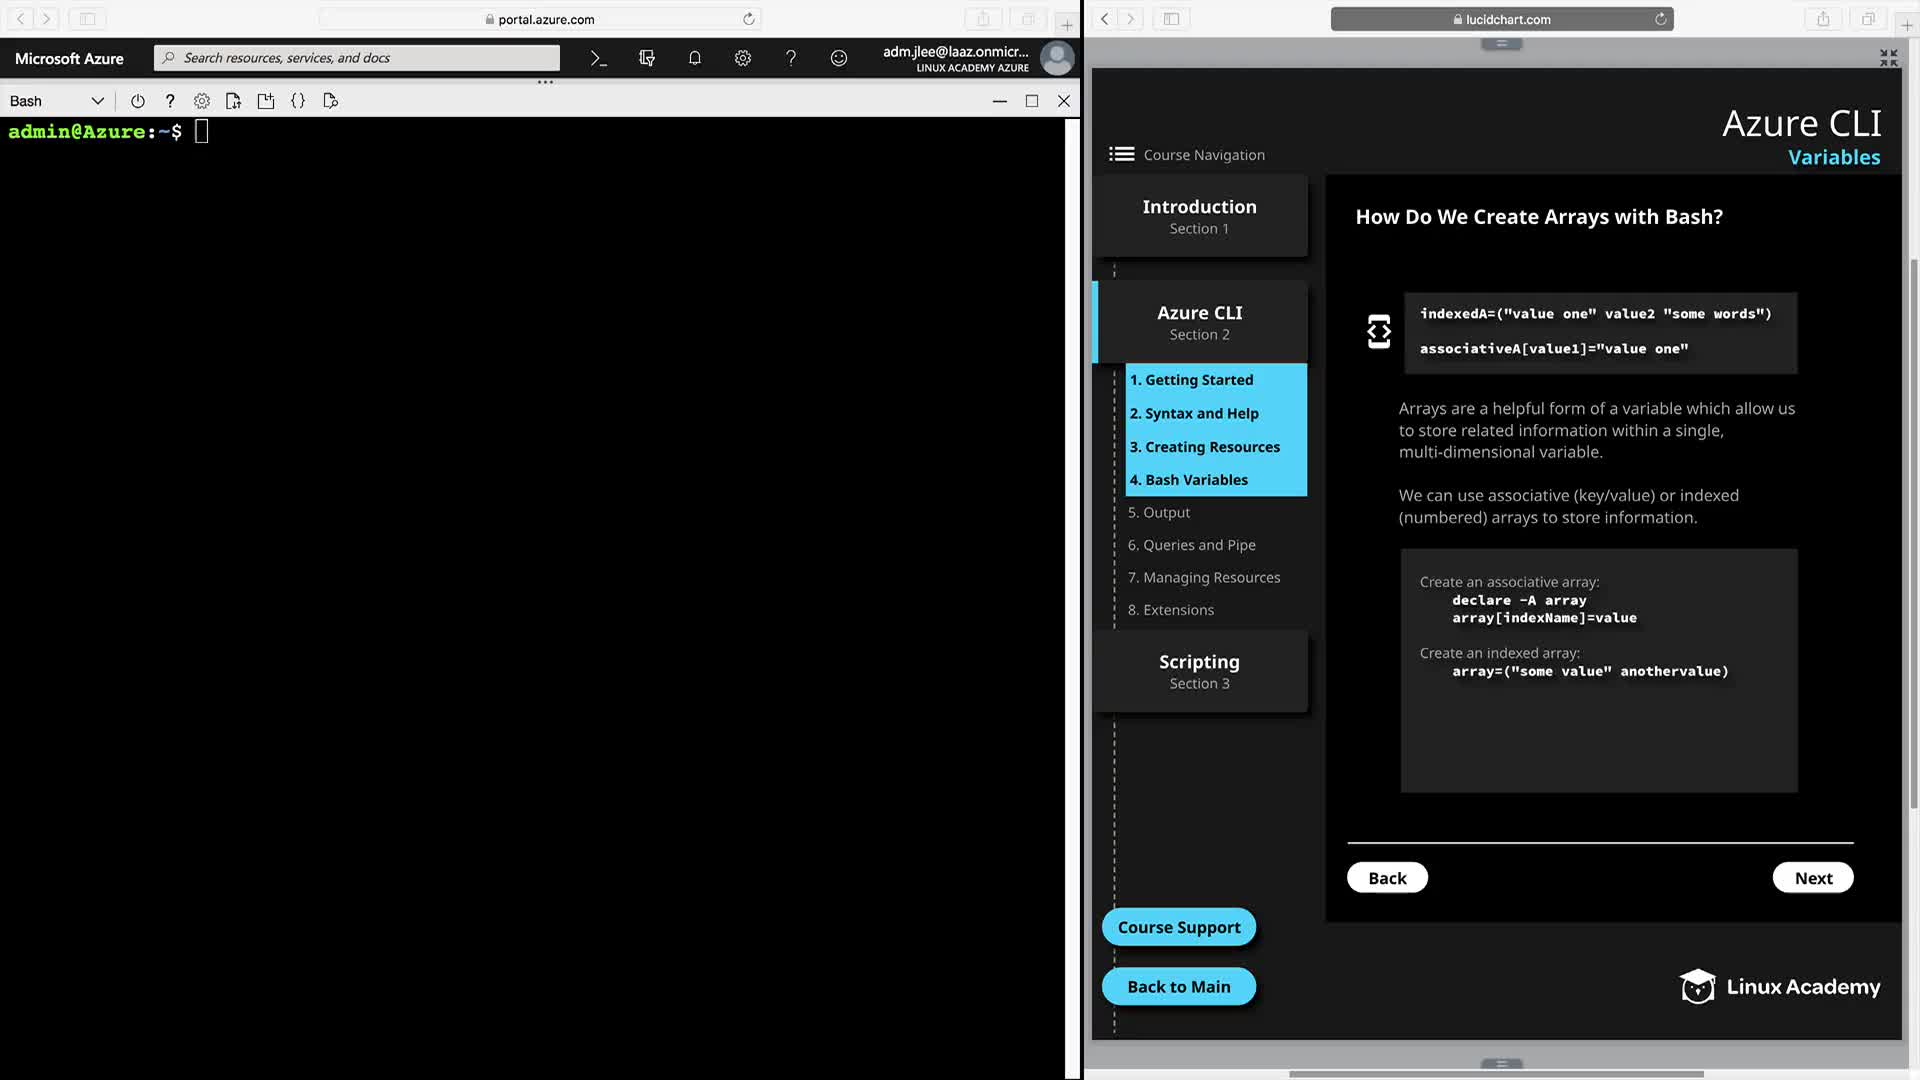 portal.azure.com
lucidchart.com
Microsoft Azure
Search resources, services, and docs
adm.jlee@laaz.onmicr...
LINUX ACADEMY AZURE
Bash
admin@Azure:~$
Azure CLI
Variables
Course Navigation
Introduction
Section 1
Azure CLI
Section 2
1. Getting Started
2. Syntax and Help
3. Creating Resources
4. Bash Variables
5. Output
6. Queries and Pipe
7. Managing Resources
8. Extensions
Scripting
Section 3
Course Support
Back to Main
How Do We Create Arrays with Bash?
indexedA=("value one" value2 "some words")
associativeA[value1]="value one"
Arrays are a helpful form of a variable which allow us
to store related information within a single,
multi-dimensional variable.
We can use associative (key/value) or indexed
(numbered) arrays to store information.
Create an associative array:
declare -A array
array[indexName]=value
Create an indexed array:
array=("some value" anothervalue)
Back
Next
Linux Academy